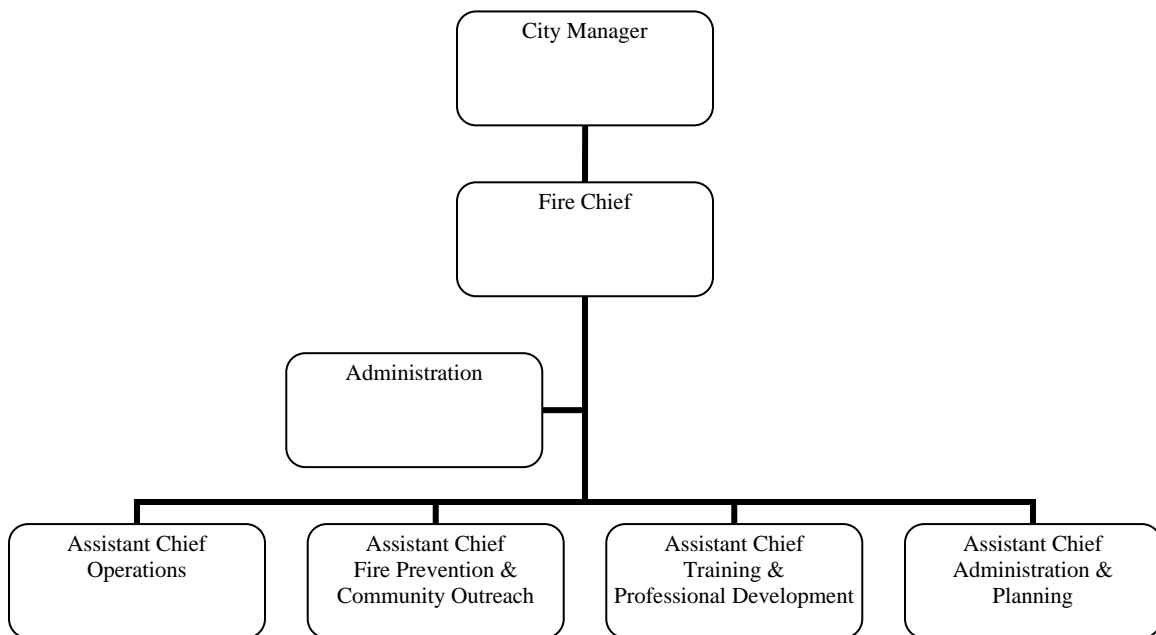 City Manager
Fire Chief
Administration
Assistant Chief
Operations
Assistant Chief
Fire Prevention &
Community Outreach
Assistant Chief
Training &
Professional Development
Assistant Chief
Administration &
Planning